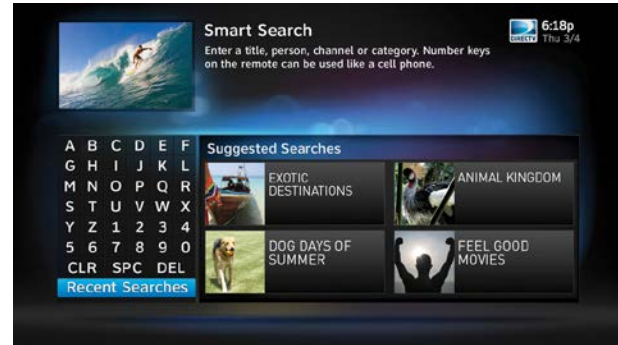 Smart Search
Enter a title, person, channel or category. Number keys
on the remote can be used like a cell phone.
DIRECTV
6:18p
Thu 3/4
A B C D E F
G H I J K L
M N O P Q R
S T U V W X
Y Z 1 2 3 4
5 6 7 8 9 0
CLR SPC DEL
Recent Searches
Suggested Searches
EXOTIC
DESTINATIONS
ANIMAL KINGDOM
DOG DAYS OF
SUMMER
FEEL GOOD
MOVIES